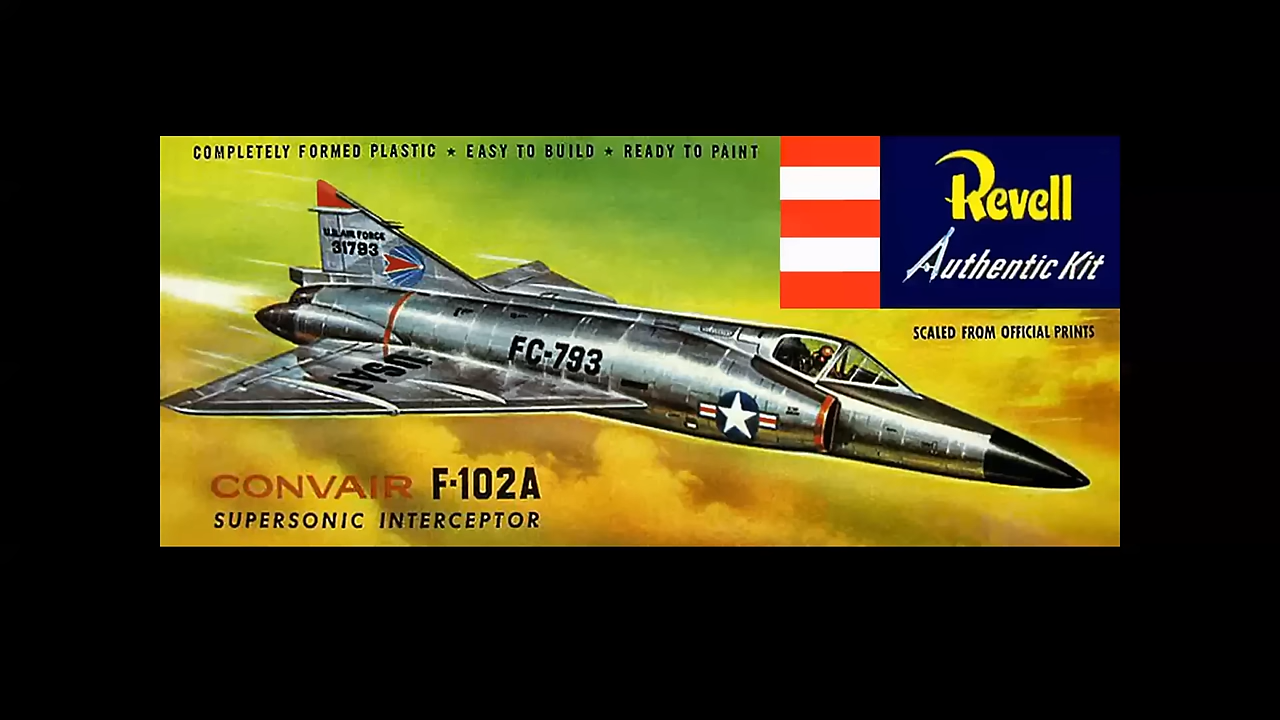 COMPLETELY FORMED PLASTIC ★ EASY TO BUILD ★ READY TO PAINT
Revell
Authentic Kit
SCALED FROM OFFICIAL PRINTS
U.S. AIR FORCE
31793
FC-793
USAF
CONVAIR F-102A
SUPERSONIC INTERCEPTOR